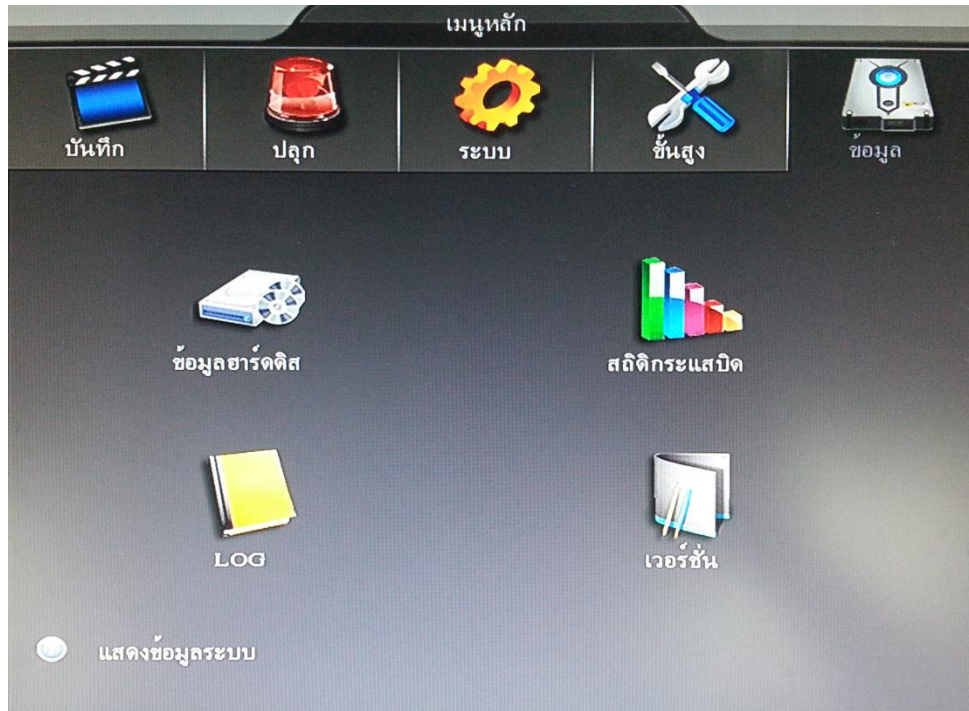 เมนูหลัก
บันทึก ปลุก ระบบ ขั้นสูง ข้อมูล
ข้อมูลฮาร์ดดิส สถิติกระแสบิด
LOG เวอร์ชั่น
แสดงข้อมูลระบบ